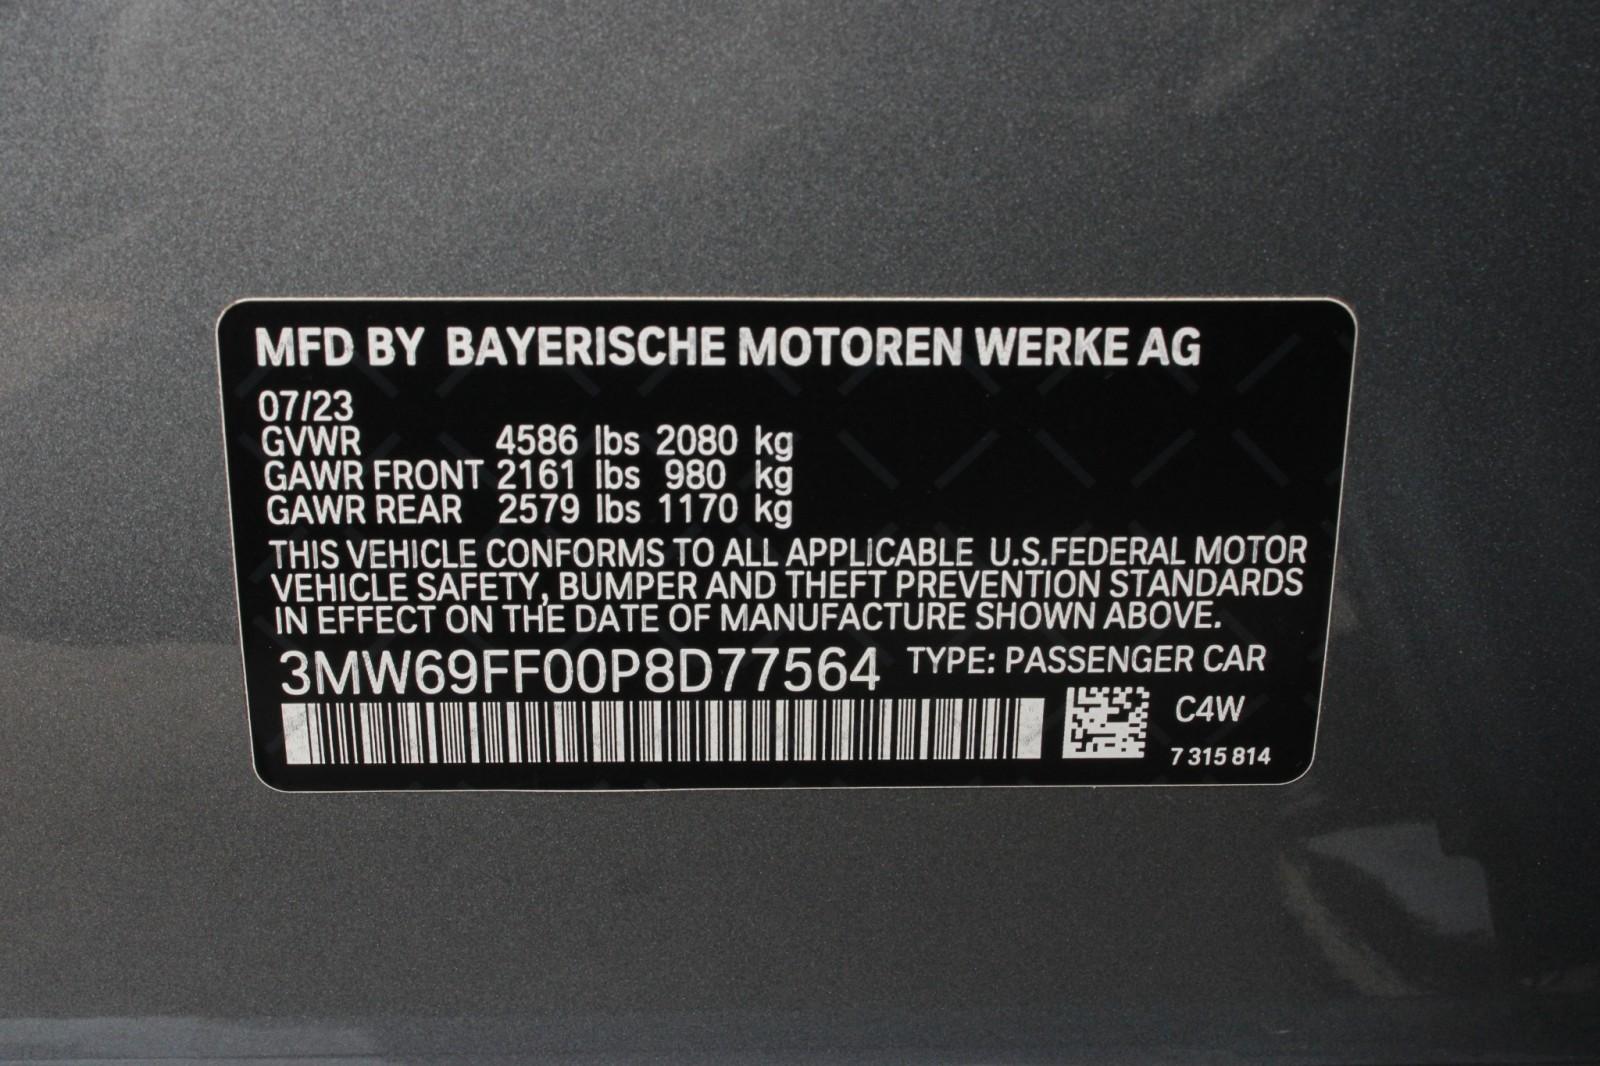 MFD BY BAYERISCHE MOTOREN WERKE AG
07/23
GVWR 4586 lbs 2080 kg
GAWR FRONT 2161 lbs 980 kg
GAWR REAR 2579 lbs 1170 kg
THIS VEHICLE CONFORMS TO ALL APPLICABLE U.S.FEDERAL MOTOR
VEHICLE SAFETY, BUMPER AND THEFT PREVENTION STANDARDS
IN EFFECT ON THE DATE OF MANUFACTURE SHOWN ABOVE.
3MW69FF00P8D77564 TYPE: PASSENGER CAR
C4W
7 315 814